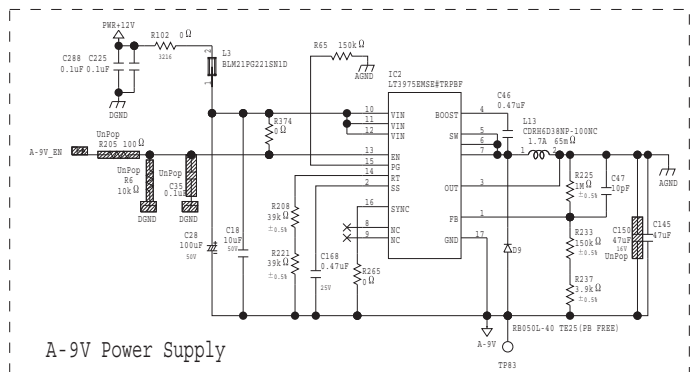 PWR+12V
R102 0Ω
3216
C288 C225
0.1uF 0.1uF
DGND
L3
BLM21PG221SN1D
2
1
R65 150kΩ
AGND
IC2
LT3975EMSE#TRPBF
10 VIN
11 VIN
12 VIN
13 EN
15 PG
14 RT
2 SS
16 SYNC
8 NC
9 NC
BOOST 4
SW 5
6
7
OUT 3
FB 1
GND 17
C46
0.47uF
L13
CDRH6D38NP-100NC
1.7A 65mΩ
1 2
A-9V_EN
UnPop
R205 100Ω
UnPop
R6
10kΩ
DGND
UnPop
C35
0.1uF
DGND
R374
0Ω
C28
100uF
50V
C18
10uF
50V
R208
39kΩ
±0.5%
R221
39kΩ
±0.5%
C168
0.47uF
25V
R265
0Ω
D9
RB050L-40 TE25(PB FREE)
R225
1MΩ
±0.5%
C47
10pF
R233
150kΩ
±0.5%
R237
3.9kΩ
±0.5%
C150
47uF
16V
UnPop
C145
47uF
AGND
A-9V
TP83
A-9V Power Supply